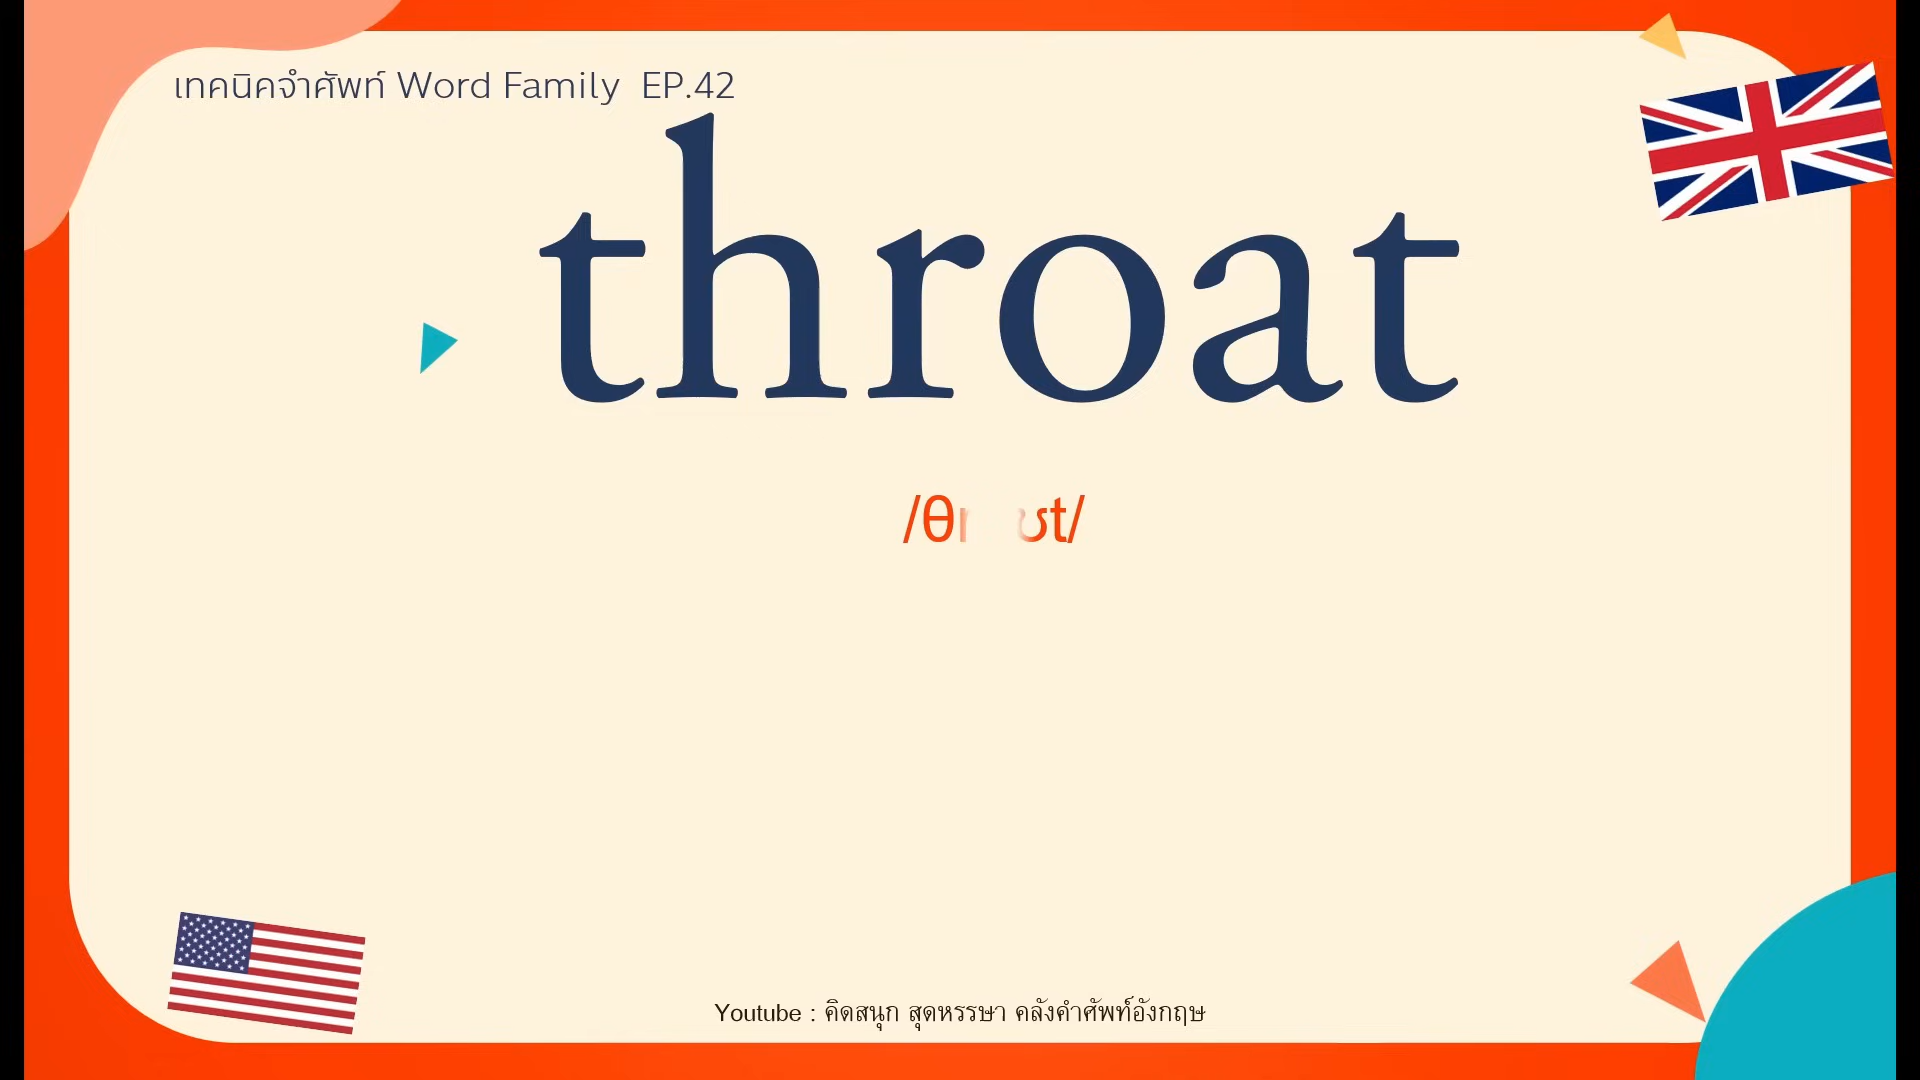 เทคนิคจำศัพท์ Word Family EP.42
throat
Youtube : คิดสนุก สุดหรรษา คลังคำศัพท์อังกฤษ